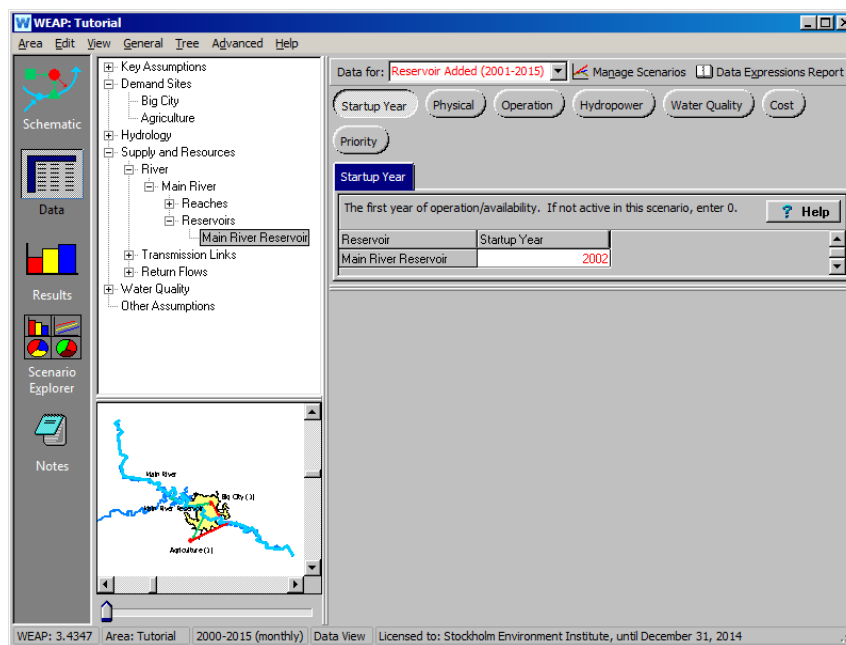 WEAP: Tutorial
Area Edit View General Tree Advanced Help
Schematic
Data
Results
Scenario
Explorer
Notes
Key Assumptions
Demand Sites
Big City
Agriculture
Hydrology
Supply and Resources
River
Main River
Reaches
Reservoirs
Main River Reservoir
Transmission Links
Return Flows
Water Quality
Other Assumptions
Main River
Big City (1)
Main River Reservoir
Agriculture (1)
Data for: Reservoir Added (2001-2015) Manage Scenarios Data Expressions Report
Startup Year Physical Operation Hydropower Water Quality Cost
Priority
Startup Year
The first year of operation/availability. If not active in this scenario, enter 0. ? Help
Reservoir Startup Year
Main River Reservoir 2002
WEAP: 3.4347 Area: Tutorial 2000-2015 (monthly) Data View Licensed to: Stockholm Environment Institute, until December 31, 2014